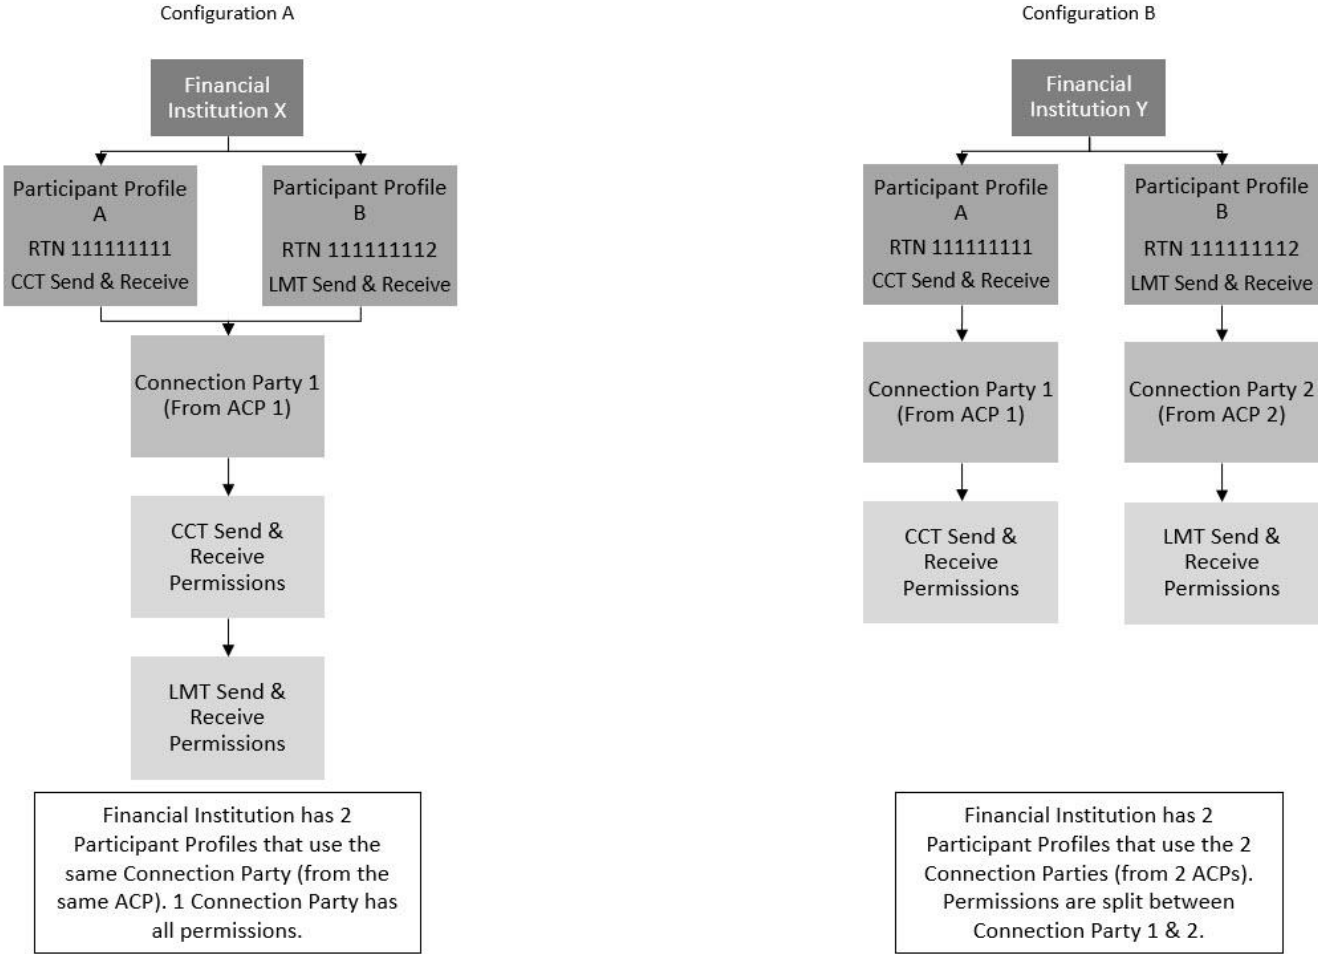 Configuration A
Financial
Institution X
Participant Profile
A
RTN 111111111
CCT Send & Receive
Participant Profile
B
RTN 111111112
LMT Send & Receive
Connection Party 1
(From ACP 1)
CCT Send &
Receive
Permissions
LMT Send &
Receive
Permissions
Financial Institution has 2
Participant Profiles that use the
same Connection Party (from the
same ACP). 1 Connection Party has
all permissions.
Configuration B
Financial
Institution Y
Participant Profile
A
RTN 111111111
CCT Send & Receive
Participant Profile
B
RTN 111111112
LMT Send & Receive
Connection Party 1
(From ACP 1)
Connection Party 2
(From ACP 2)
CCT Send &
Receive
Permissions
LMT Send &
Receive
Permissions
Financial Institution has 2
Participant Profiles that use the 2
Connection Parties (from 2 ACPs).
Permissions are split between
Connection Party 1 & 2.